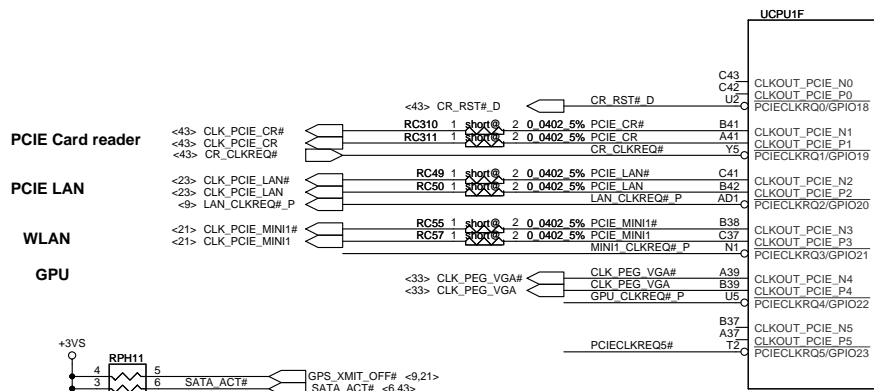 UCPU1F
C43 CLKOUT_PCIE_N0
C42 CLKOUT_PCIE_P0
<43> CR_RST#_D CR_RST#_D U2 PCIECLKRQ0/GPIO18
<43> CLK_PCIE_CR# RC310 1 short@ 2 0_0402_5% PCIE_CR# B41 CLKOUT_PCIE_N1
PCIE Card reader <43> CLK_PCIE_CR RC311 1 short@ 2 0_0402_5% PCIE_CR A41 CLKOUT_PCIE_P1
<43> CR_CLKREQ# CR_CLKREQ# Y5 PCIECLKRQ1/GPIO19
PCIE LAN <23> CLK_PCIE_LAN# RC49 1 short@ 2 0_0402_5% PCIE_LAN# C41 CLKOUT_PCIE_N2
<23> CLK_PCIE_LAN RC50 1 short@ 2 0_0402_5% PCIE_LAN B42 CLKOUT_PCIE_P2
<9> LAN_CLKREQ#_P LAN_CLKREQ#_P AD1 PCIECLKRQ2/GPIO20
<21> CLK_PCIE_MINI1# RC55 1 short@ 2 0_0402_5% PCIE_MINI1# B38 CLKOUT_PCIE_N3
WLAN <21> CLK_PCIE_MINI1 RC57 1 short@ 2 0_0402_5% PCIE_MINI1 C37 CLKOUT_PCIE_P3
MINI1_CLKREQ#_P N1 PCIECLKRQ3/GPIO21
GPU <33> CLK_PEG_VGA# CLK_PEG_VGA# A39 CLKOUT_PCIE_N4
<33> CLK_PEG_VGA CLK_PEG_VGA B39 CLKOUT_PCIE_P4
GPU_CLKREQ#_P U5 PCIECLKRQ4/GPIO22
B37 CLKOUT_PCIE_N5
A37 CLKOUT_PCIE_P5
PCIECLKREQ5# T2 PCIECLKRQ5/GPIO23
+3VS
RPH11
4 5 GPS_XMIT_OFF# <9,21>
3 6 SATA_ACT# SATA_ACT# <6,43>